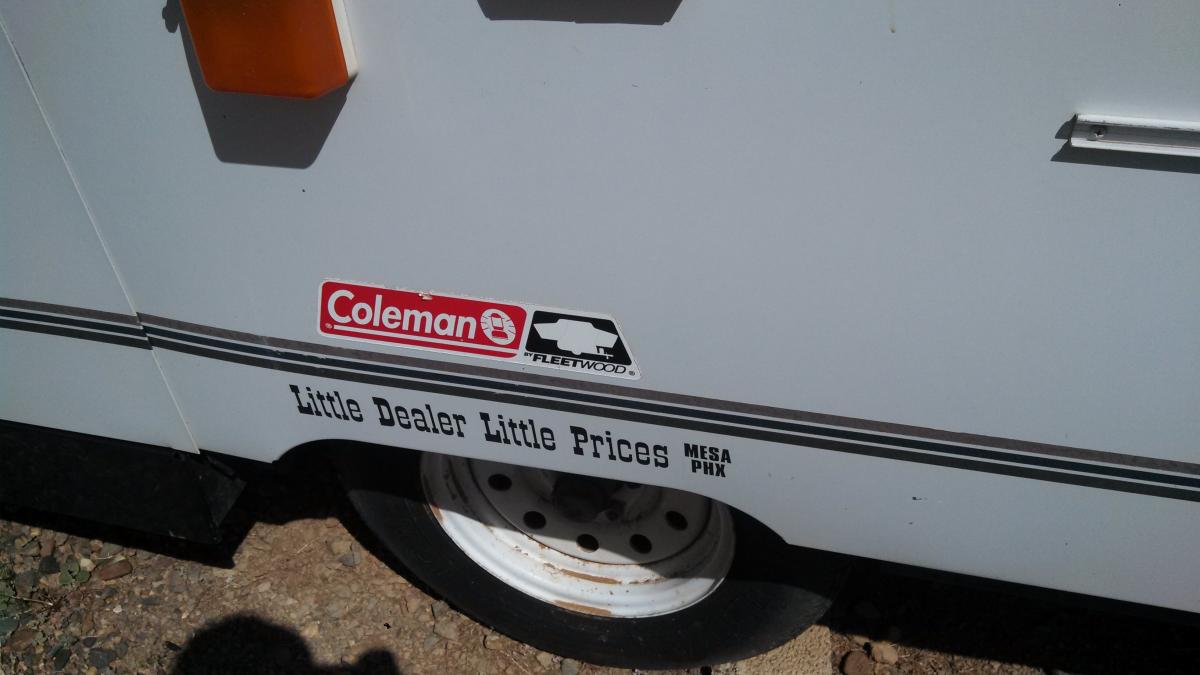 Coleman
BY FLEETWOOD
Little Dealer Little Prices MESA
PHX